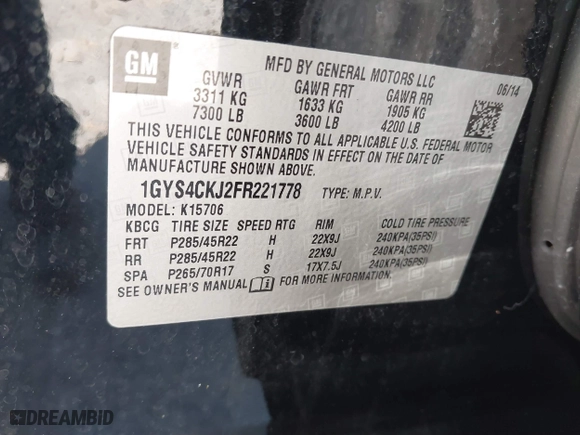 GM
MFD BY GENERAL MOTORS LLC 06/14
GVWR GAWR FRT GAWR RR
3311 KG 1633 KG 1905 KG
7300 LB 3600 LB 4200 LB
THIS VEHICLE CONFORMS TO ALL APPLICABLE U.S. FEDERAL MOTOR
VEHICLE SAFETY STANDARDS IN EFFECT ON THE DATE OF
MANUFACTURE SHOWN ABOVE.
1GYS4CKJ2FR221778 TYPE: M.P.V.
MODEL: K15706
KBCG TIRE SIZE SPEED RTG RIM COLD TIRE PRESSURE
FRT P285/45R22 H 22X9J 240KPA(35PSI)
RR P285/45R22 H 22X9J 240KPA(35PSI)
SPA P265/70R17 S 17X7.5J 240KPA(35PSI)
SEE OWNER'S MANUAL FOR MORE INFORMATION.
DREAMBID